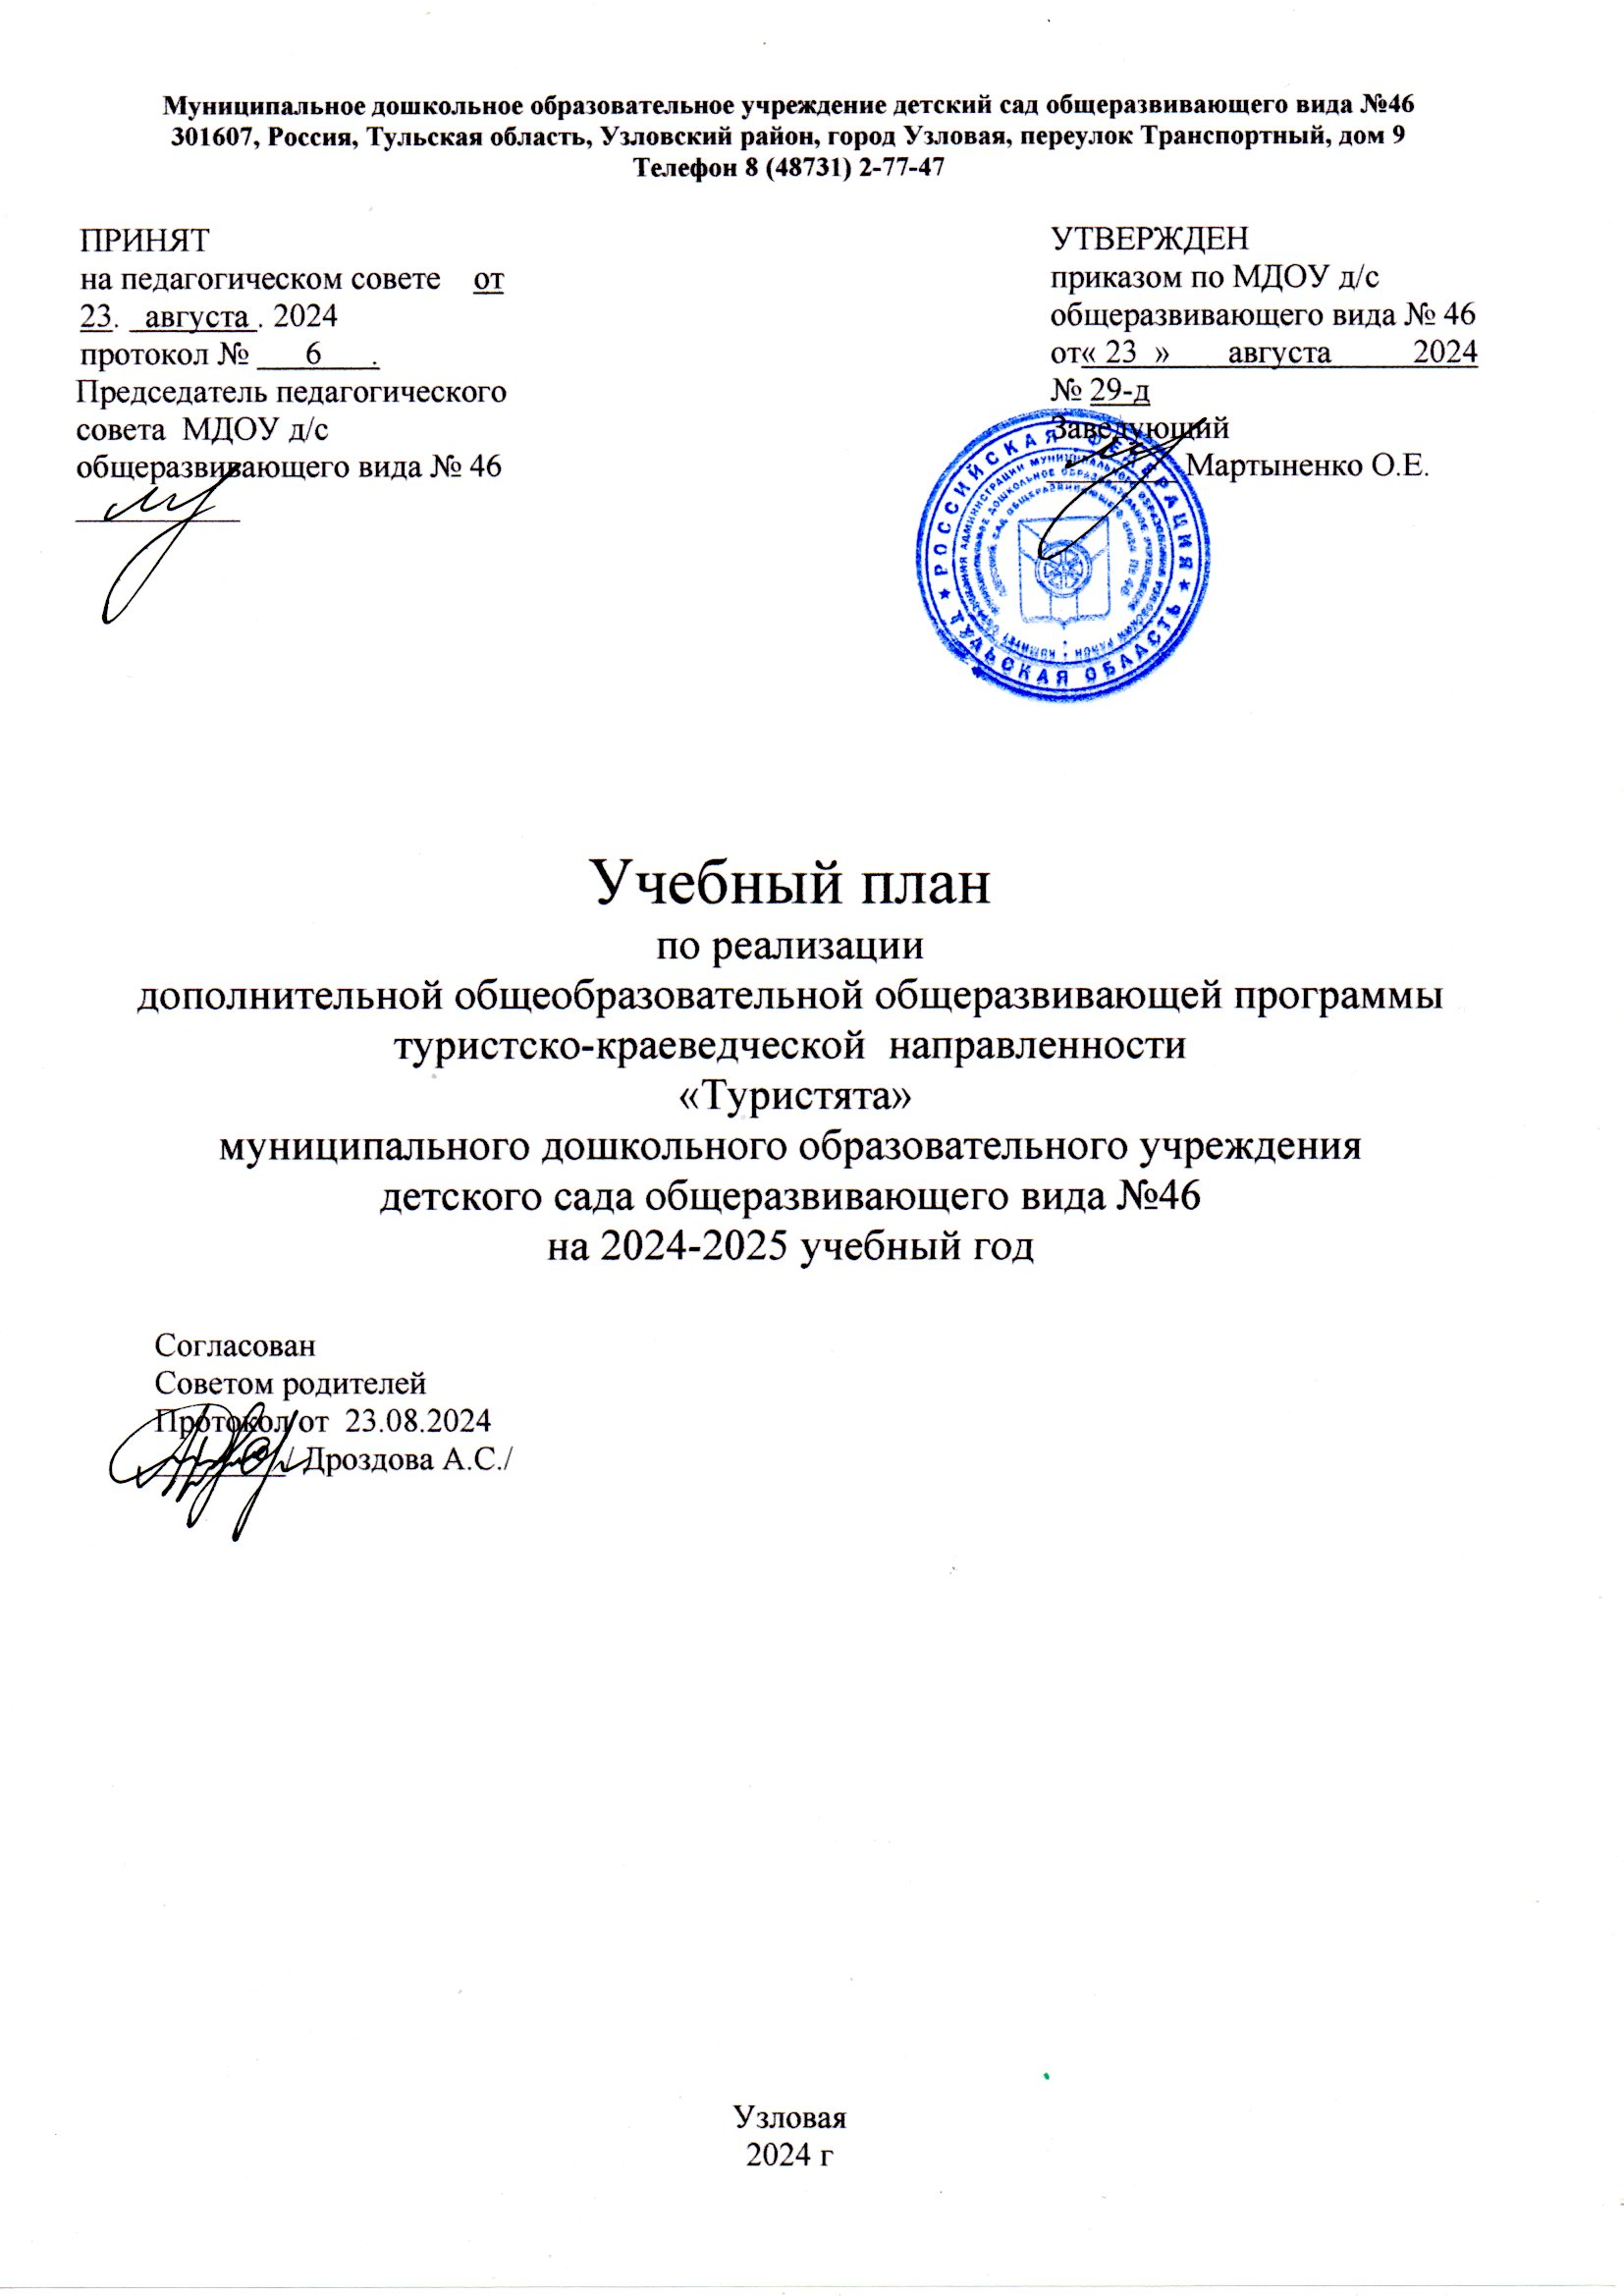 Муниципальное дошкольное образовательное учреждение детский сад общеразвивающего вида №46
301607, Россия, Тульская область, Узловский район, город Узловая, переулок Транспортный, дом 9
Телефон 8 (48731) 2-77-47
ПРИНЯТ
на педагогическом совете от
23. августа . 2024
протокол № 6 .
Председатель педагогического
совета МДОУ д/с
общеразвивающего вида № 46
УТВЕРЖДЕН
приказом по МДОУ д/с
общеразвивающего вида № 46
от« 23 » августа 2024
№ 29-д
Заведующий
Мартыненко О.Е.
РОССИЙСКАЯ ФЕДЕРАЦИЯ
ТУЛЬСКАЯ ОБЛАСТЬ
Учебный план
по реализации
дополнительной общеобразовательной общеразвивающей программы
туристско-краеведческой направленности
«Туристята»
муниципального дошкольного образовательного учреждения
детского сада общеразвивающего вида №46
на 2024-2025 учебный год
Согласован
Советом родителей
Протокол от 23.08.2024
/ Дроздова А.С./
Узловая
2024 г